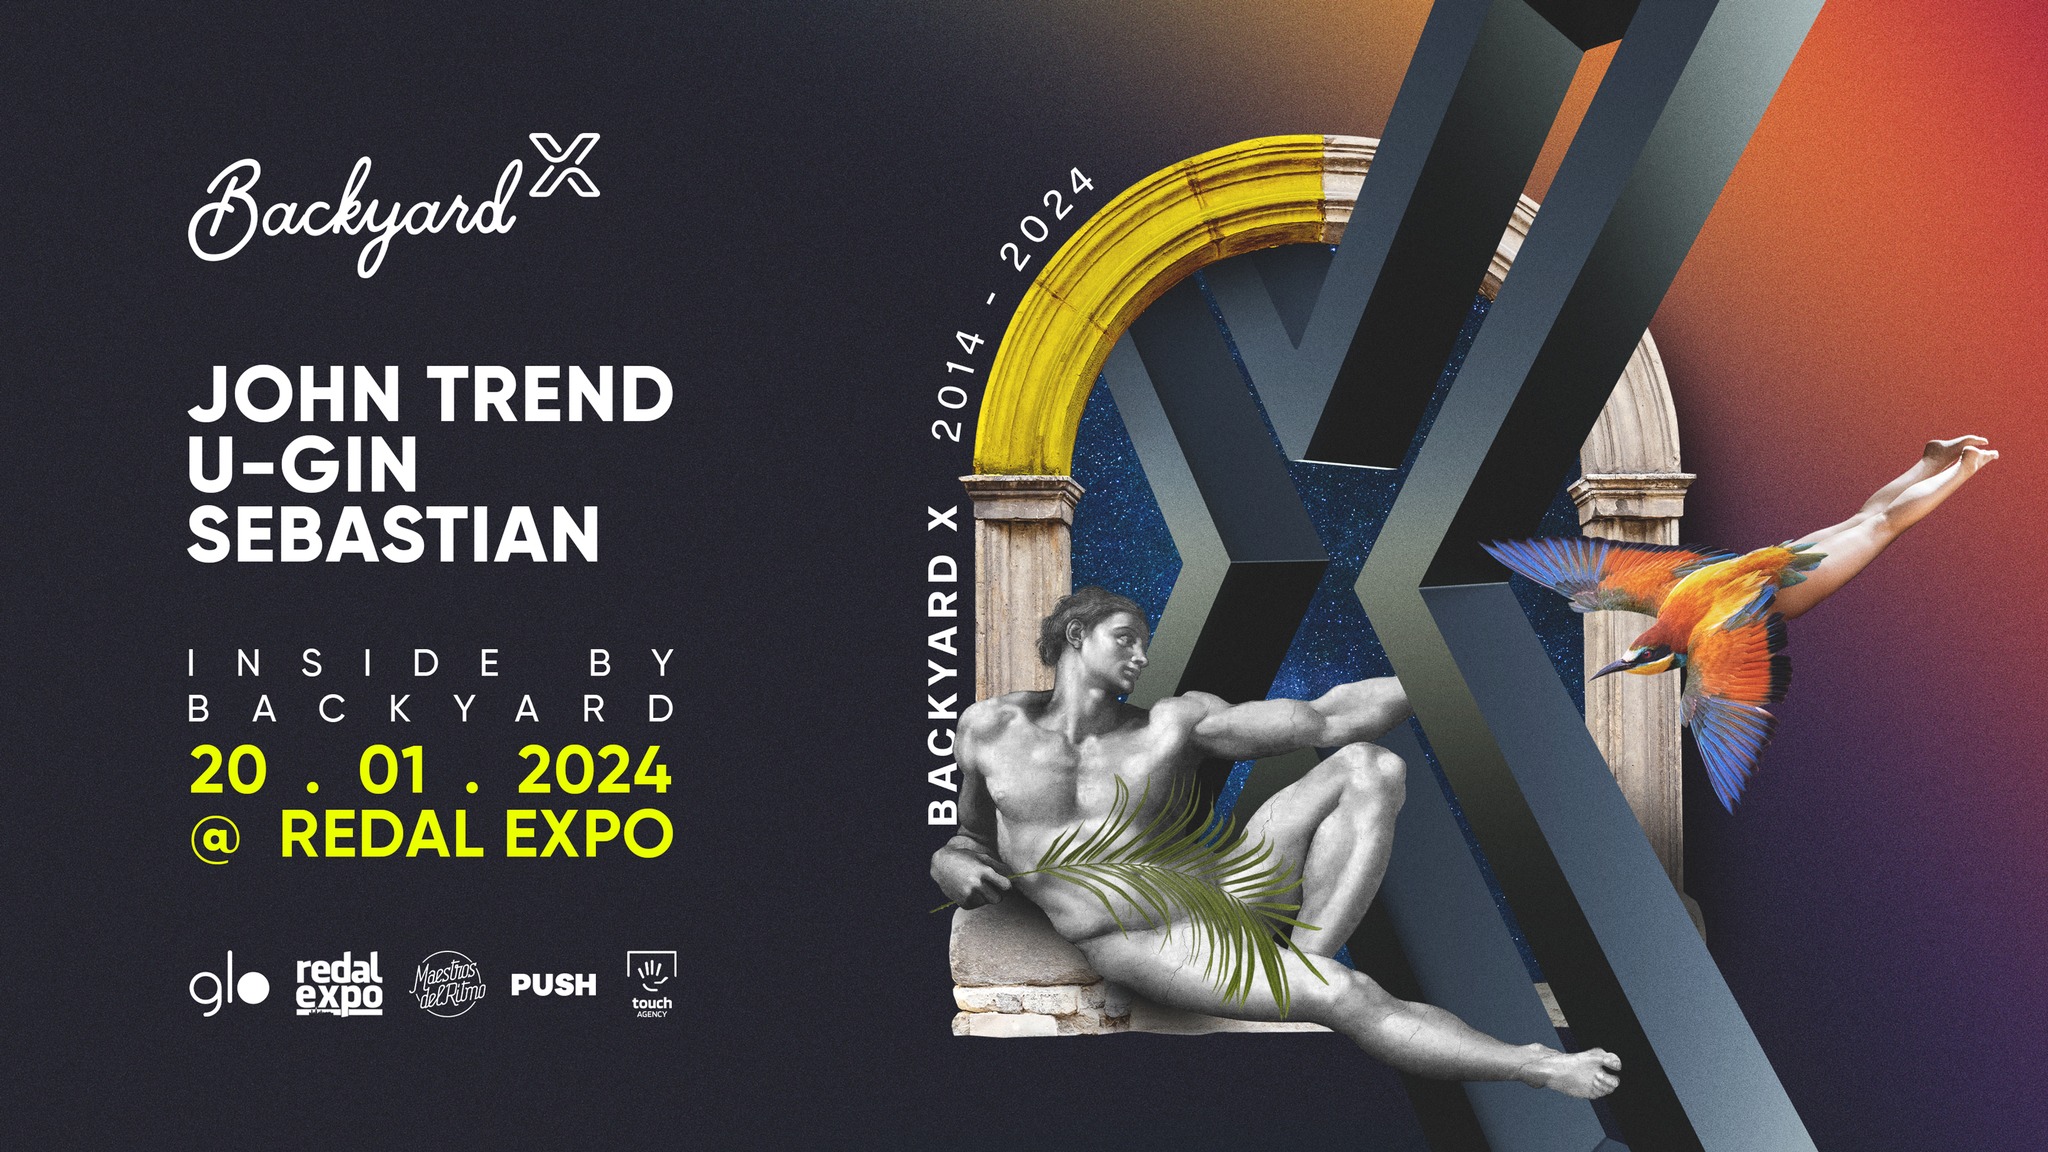 Backyard X
JOHN TREND
U-GIN
SEBASTIAN
INSIDE BY
BACKYARD
20 . 01 . 2024
@ REDAL EXPO
glo
redal
expo
Maestros
del Ritmo
PUSH
touch
AGENCY
BACKYARD X 2014 - 2024